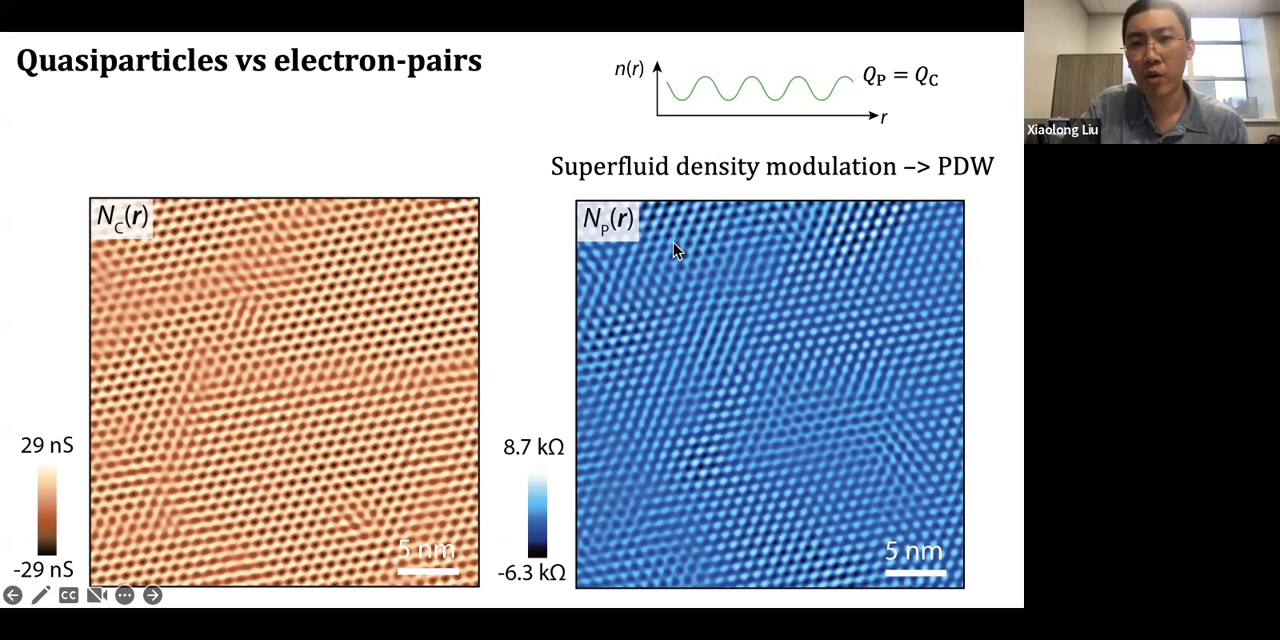 Quasiparticles vs electron-pairs
n(r)
Q_P = Q_C
r
Xiaolong Liu
Superfluid density modulation –> PDW
N_C(r)
N_P(r)
29 nS
-29 nS
5 nm
8.7 kΩ
-6.3 kΩ
5 nm
CC